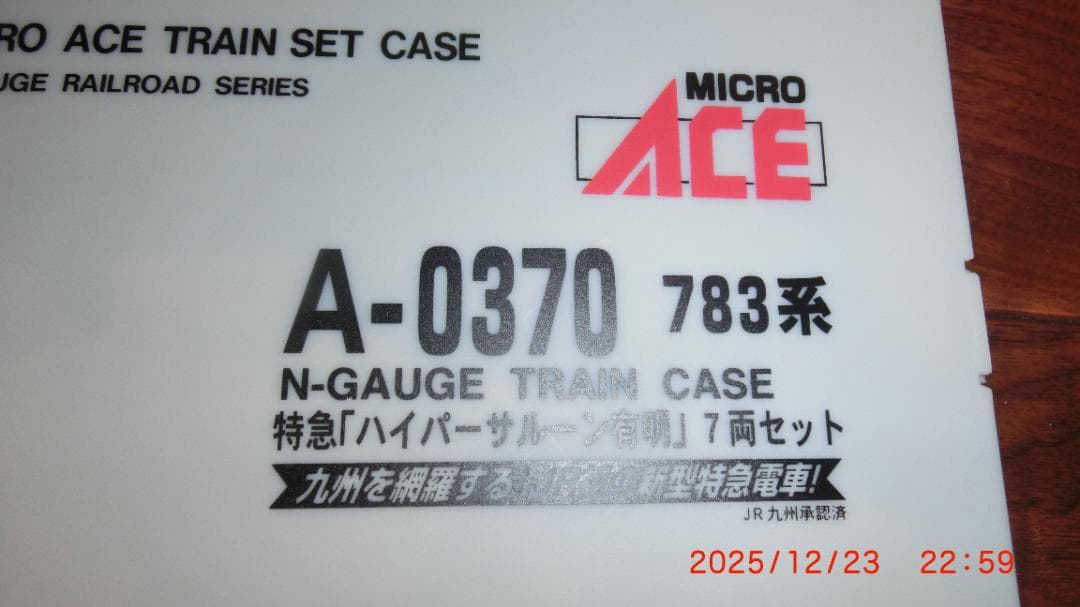 RO ACE TRAIN SET CASE
UGE RAILROAD SERIES
MICRO
ACE
A-0370 783系
N-GAUGE TRAIN CASE
特急「ハイパーサルーン有明」7両セット
九州を網羅する 新型特急電車!
JR九州承認済
2025/12/23 22:59